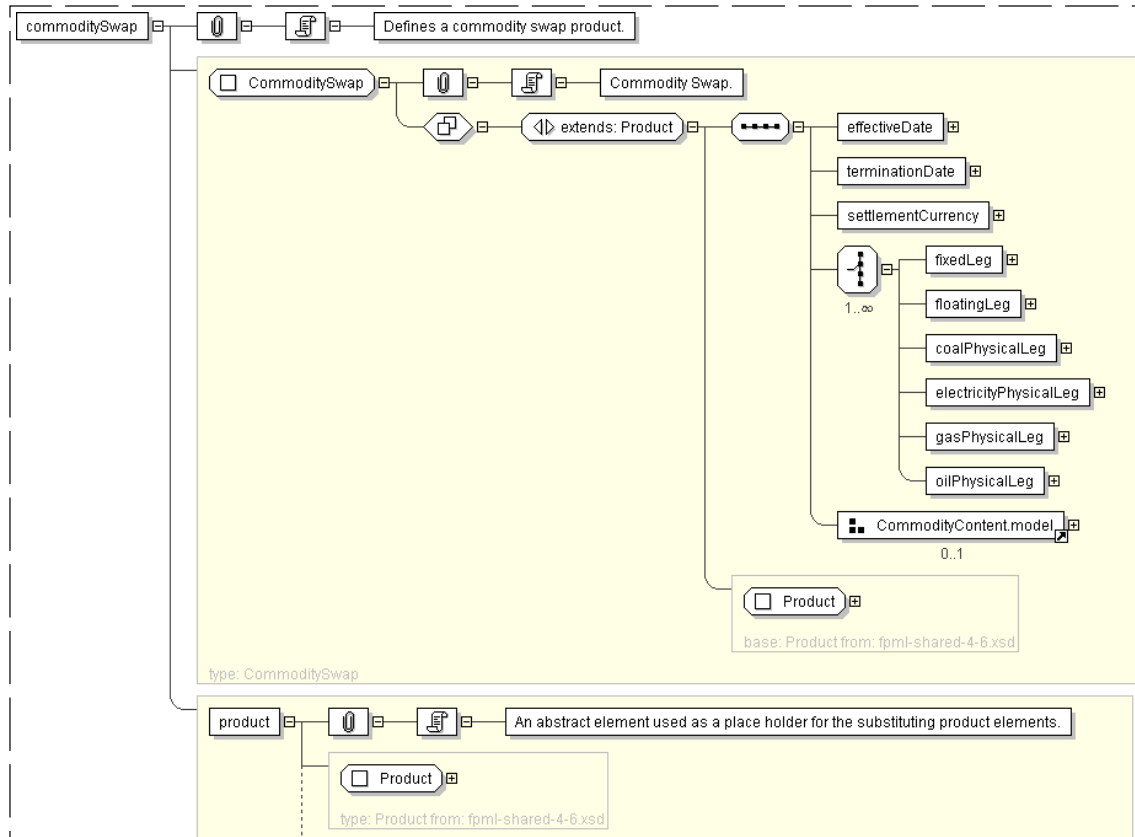 commoditySwap
Defines a commodity swap product.
CommoditySwap
Commodity Swap.
extends: Product
effectiveDate
terminationDate
settlementCurrency
1..∞
fixedLeg
floatingLeg
coalPhysicalLeg
electricityPhysicalLeg
gasPhysicalLeg
oilPhysicalLeg
CommodityContent.model
0..1
Product
base: Product from: fpml-shared-4-6.xsd
type: CommoditySwap
product
An abstract element used as a place holder for the substituting product elements.
Product
type: Product from: fpml-shared-4-6.xsd